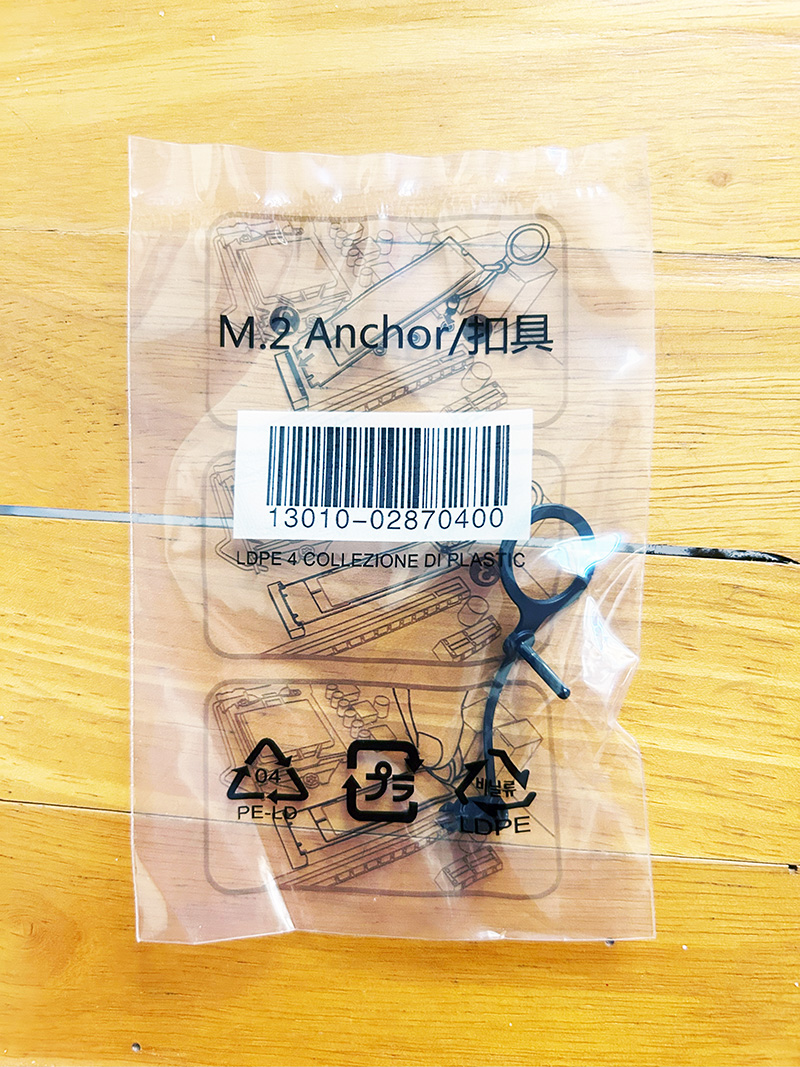 M.2 Anchor/扣具
13010-02870400
LDPE 4 COLLEZIONE DI PLASTIC
04
PE-LD
プラ
비닐류
LDPE